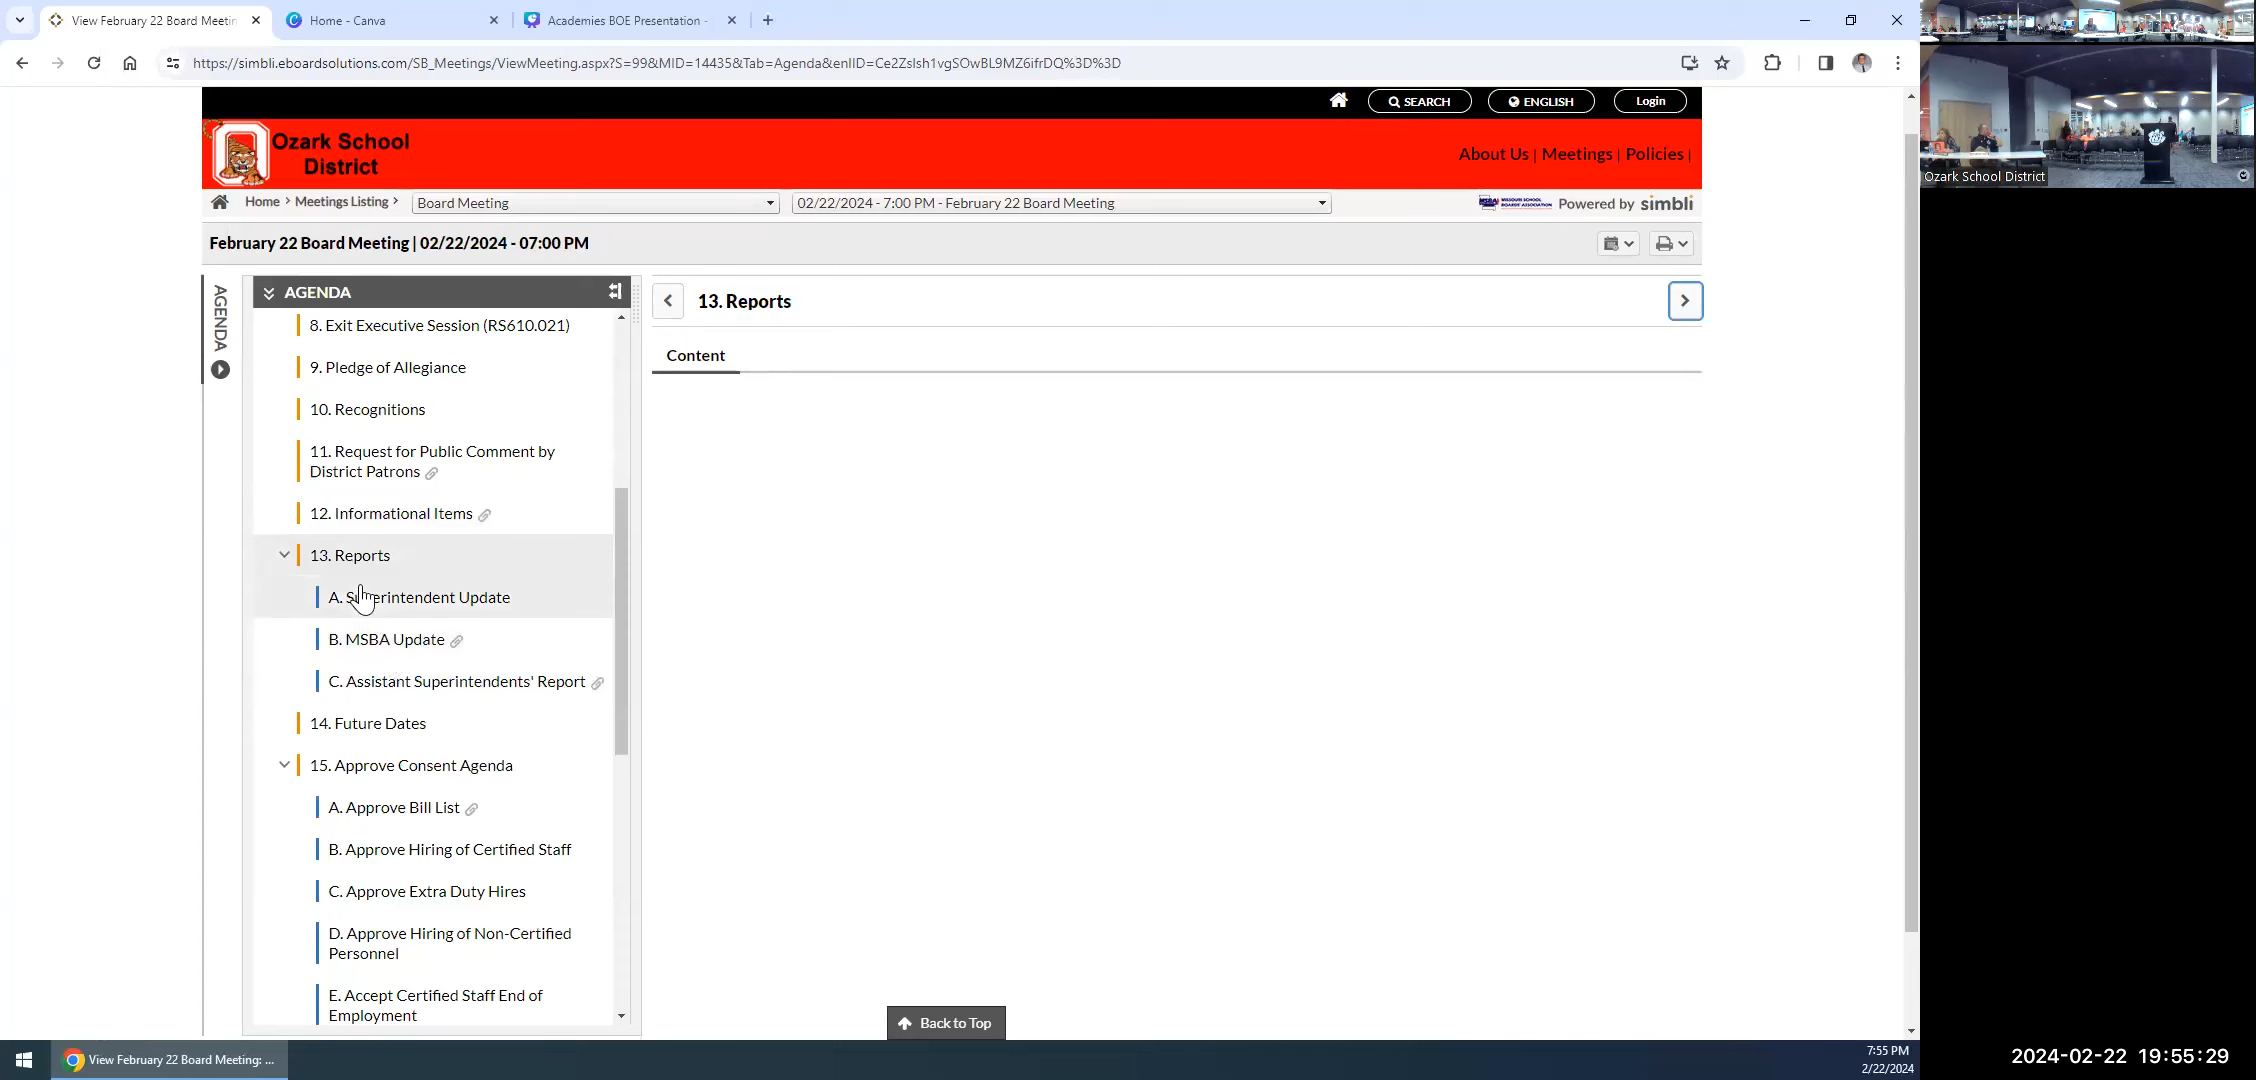 View February 22 Board Meetin
Home - Canva
Academies BOE Presentation -
https://simbli.eboardsolutions.com/SB_Meetings/ViewMeeting.aspx?S=99&MID=14435&Tab=Agenda&enIID=Ce2Zslsh1vgSOwBL9MZ6ifrDQ%3D%3D
SEARCH
ENGLISH
Login
Ozark School
District
About Us | Meetings | Policies |
Home > Meetings Listing >
Board Meeting
02/22/2024 - 7:00 PM - February 22 Board Meeting
Powered by simbli
February 22 Board Meeting | 02/22/2024 - 07:00 PM
AGENDA
AGENDA
8. Exit Executive Session (RS610.021)
9. Pledge of Allegiance
10. Recognitions
11. Request for Public Comment by
District Patrons
12. Informational Items
13. Reports
A. Superintendent Update
B. MSBA Update
C. Assistant Superintendents' Report
14. Future Dates
15. Approve Consent Agenda
A. Approve Bill List
B. Approve Hiring of Certified Staff
C. Approve Extra Duty Hires
D. Approve Hiring of Non-Certified
Personnel
E. Accept Certified Staff End of
Employment
13. Reports
Content
Back to Top
Ozark School District
View February 22 Board Meeting: ...
7:55 PM
2/22/2024
2024-02-22 19:55:29